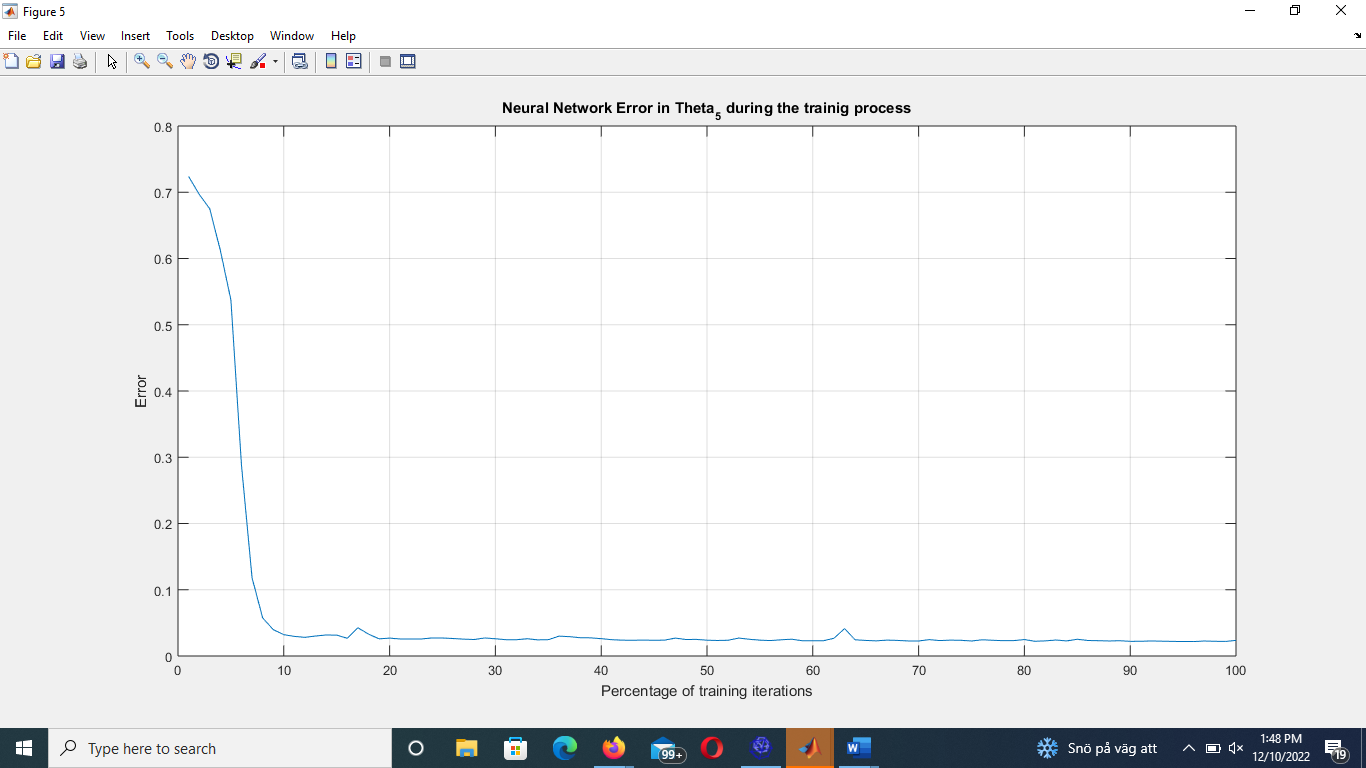 Figure 5
File Edit View Insert Tools Desktop Window Help
Neural Network Error in Theta5 during the trainig process
0.8
0.7
0.6
0.5
0.4
0.3
0.2
0.1
0
Error
0 10 20 30 40 50 60 70 80 90 100
Percentage of training iterations
Type here to search
99+
W
Snö på väg att
1:48 PM
12/10/2022
19